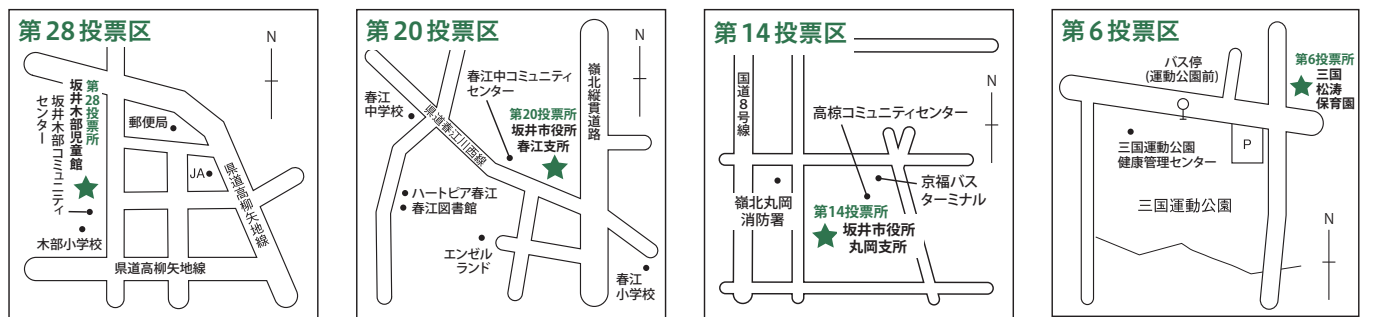 第28投票区
N
第28投票所
坂井木部児童館
坂井木部コミュニティ
センター
郵便局
JA
県道高柳矢地線
木部小学校
県道高柳矢地線
第20投票区
N
春江中コミュニティ
センター
嶺北縦貫道路
春江
中学校
県道春江川西線
第20投票所
坂井市役所
春江支所
ハートピア春江
春江図書館
エンゼル
ランド
春江
小学校
第14投票区
N
国道8号線
高椋コミュニティセンター
嶺北丸岡
消防署
京福バス
ターミナル
第14投票所
坂井市役所
丸岡支所
第6投票区
バス停
(運動公園前)
第6投票所
三国
松涛
保育園
三国運動公園
健康管理センター
P
三国運動公園
N